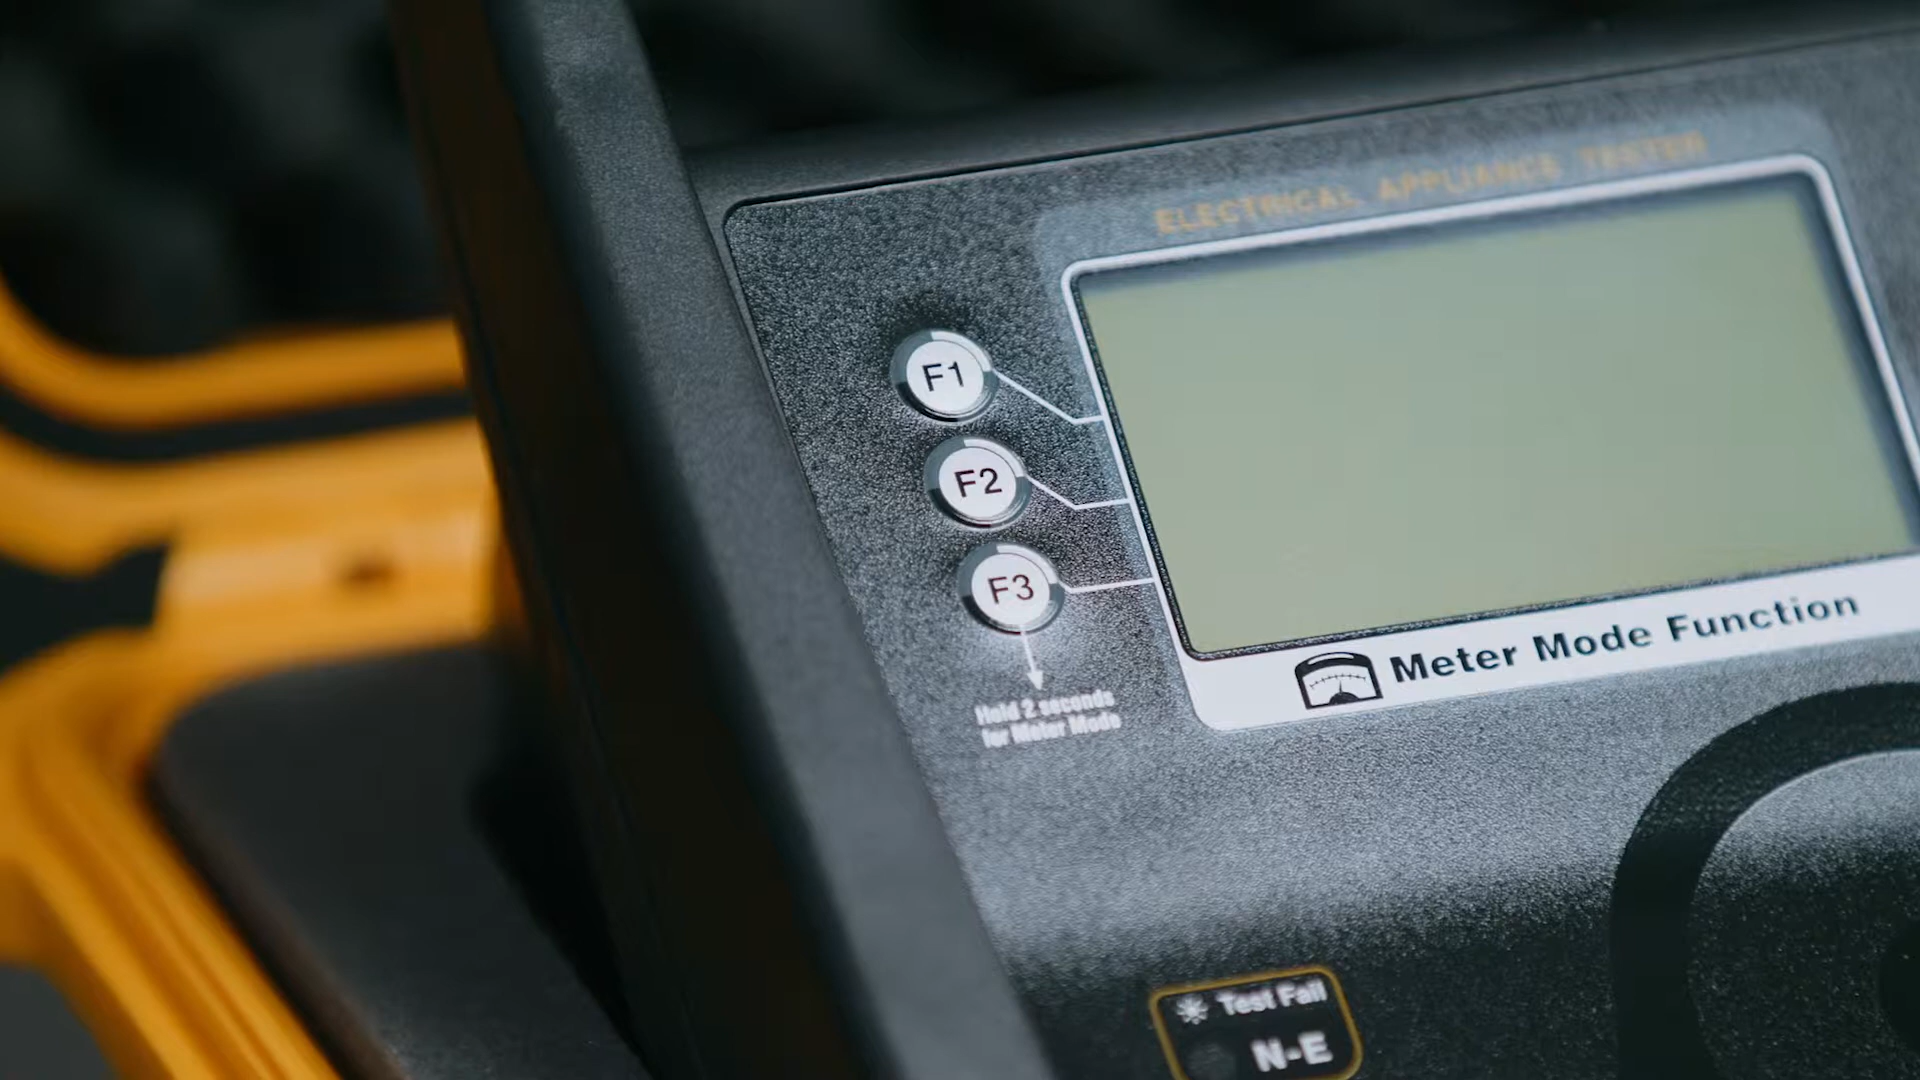 ELECTRICAL APPLIANCE TESTER
F1
F2
F3
Hold 2 seconds
for Meter Mode
Meter Mode Function
Test Fail
N-E